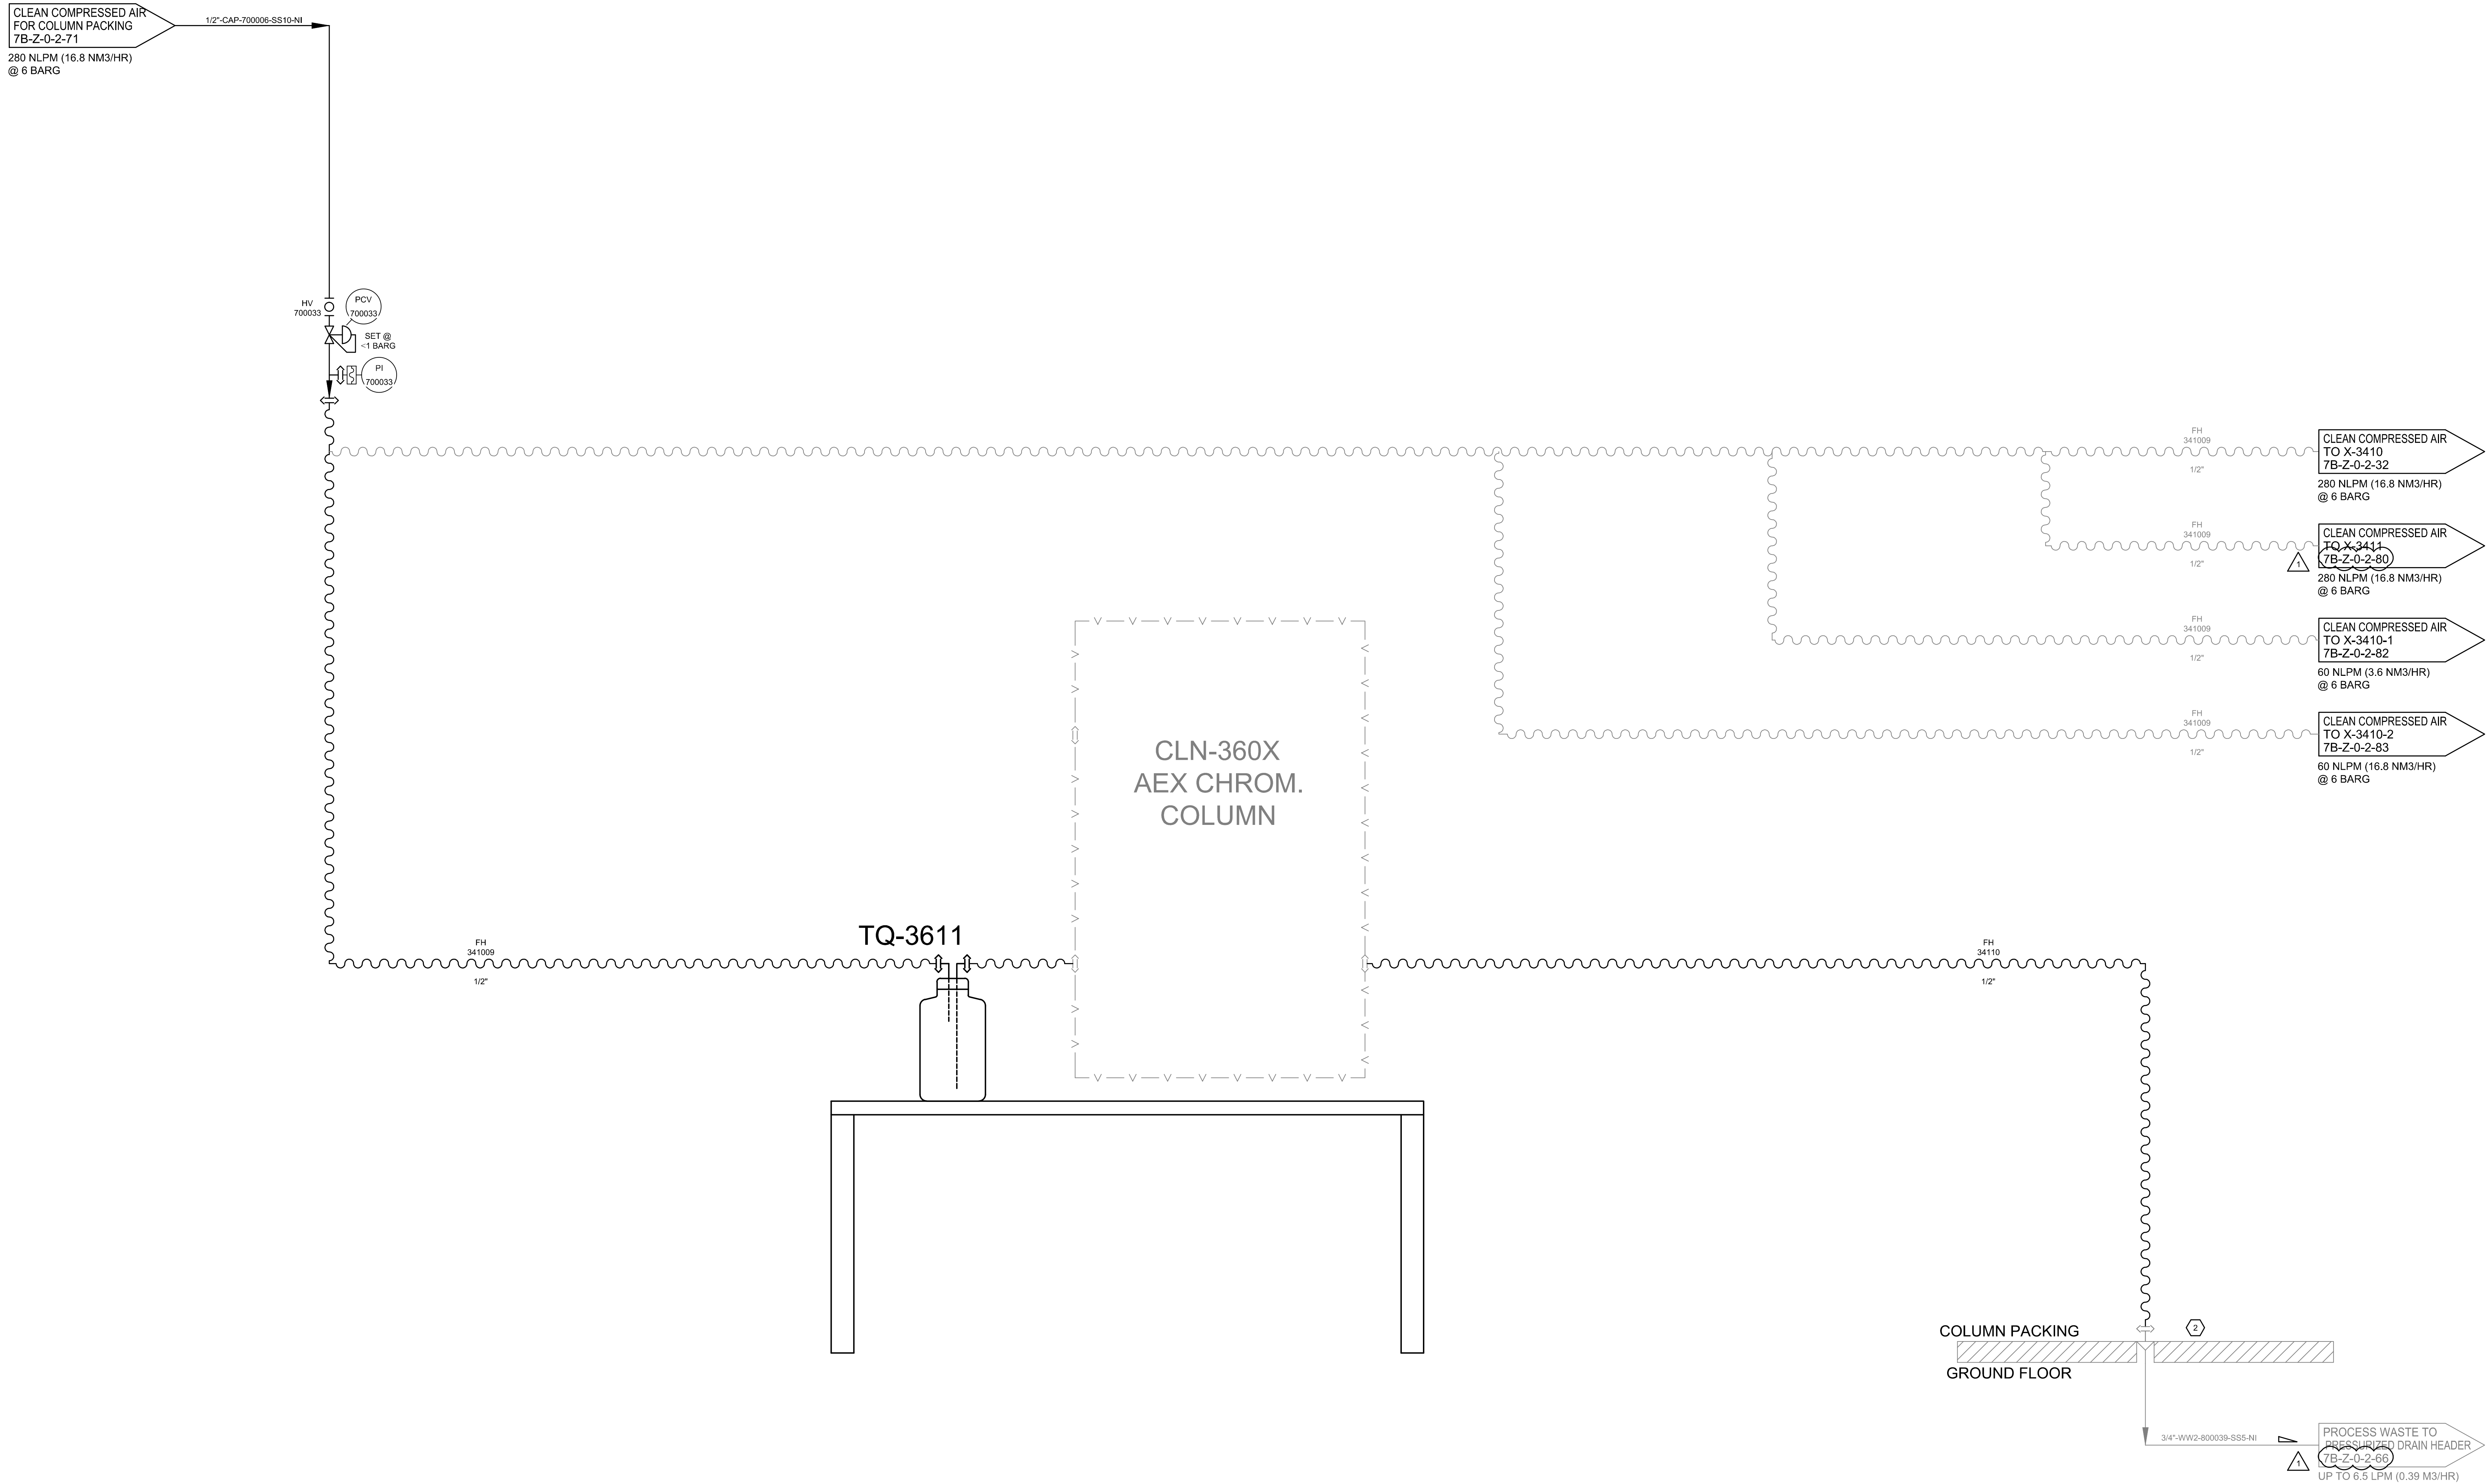 CLEAN COMPRESSED AIR
FOR COLUMN PACKING
7B-Z-0-2-71
280 NLPM (16.8 NM3/HR)
@ 6 BARG
1/2"-CAP-700006-SS10-NI
HV
700033
PCV
700033
SET @
<1 BARG
PI
700033
FH
341009
1/2"
CLEAN COMPRESSED AIR
TO X-3410
7B-Z-0-2-32
280 NLPM (16.8 NM3/HR)
@ 6 BARG
FH
341009
1/2"
1
CLEAN COMPRESSED AIR
TO X-3411
7B-Z-0-2-80
280 NLPM (16.8 NM3/HR)
@ 6 BARG
FH
341009
1/2"
CLEAN COMPRESSED AIR
TO X-3410-1
7B-Z-0-2-82
60 NLPM (3.6 NM3/HR)
@ 6 BARG
FH
341009
1/2"
CLEAN COMPRESSED AIR
TO X-3410-2
7B-Z-0-2-83
60 NLPM (16.8 NM3/HR)
@ 6 BARG
CLN-360X
AEX CHROM.
COLUMN
TQ-3611
FH
341009
1/2"
FH
34110
1/2"
COLUMN PACKING
2
GROUND FLOOR
3/4"-WW2-800039-SS5-NI
1
PROCESS WASTE TO
PRESSURIZED DRAIN HEADER
7B-Z-0-2-66
UP TO 6.5 LPM (0.39 M3/HR)